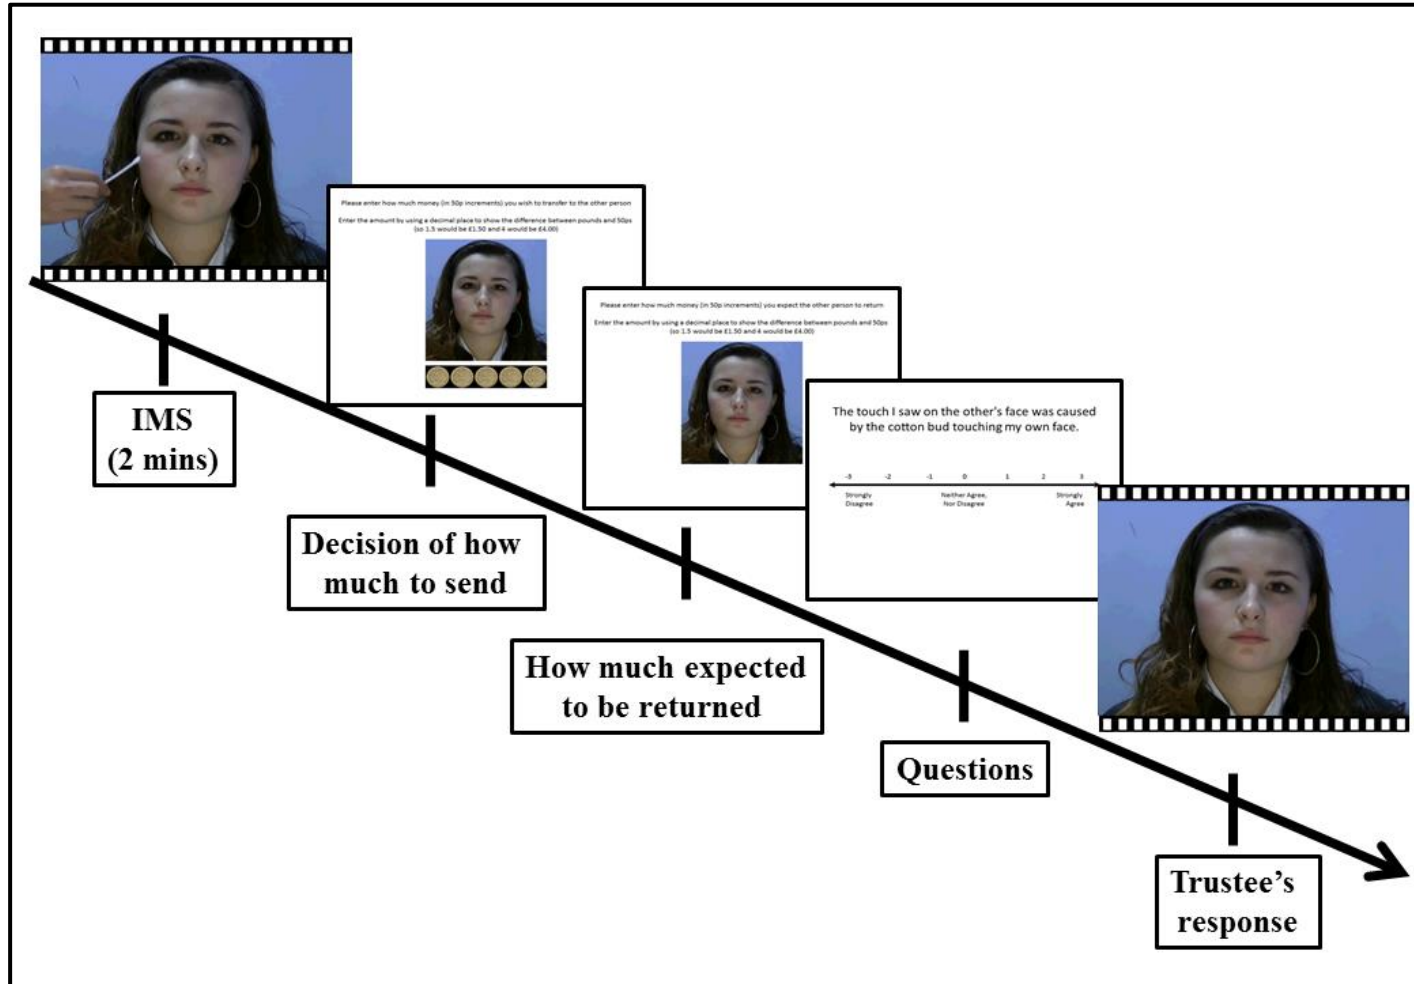 Please enter how much money (in 50p increments) you wish to transfer to the other person
Enter the amount by using a decimal place to show the difference between pounds and 50ps
(so 1.5 would be £1.50 and 4 would be £4.00)
Please enter how much money (in 50p increments) you expect the other person to return
Enter the amount by using a decimal place to show the difference between pounds and 50ps
(so 1.5 would be £1.50 and 4 would be £4.00)
The touch I saw on the other's face was caused
by the cotton bud touching my own face.
-3 -2 -1 0 1 2 3
Strongly Neither Agree, Strongly
Disagree Nor Disagree Agree
IMS
(2 mins)
Decision of how
much to send
How much expected
to be returned
Questions
Trustee’s
response